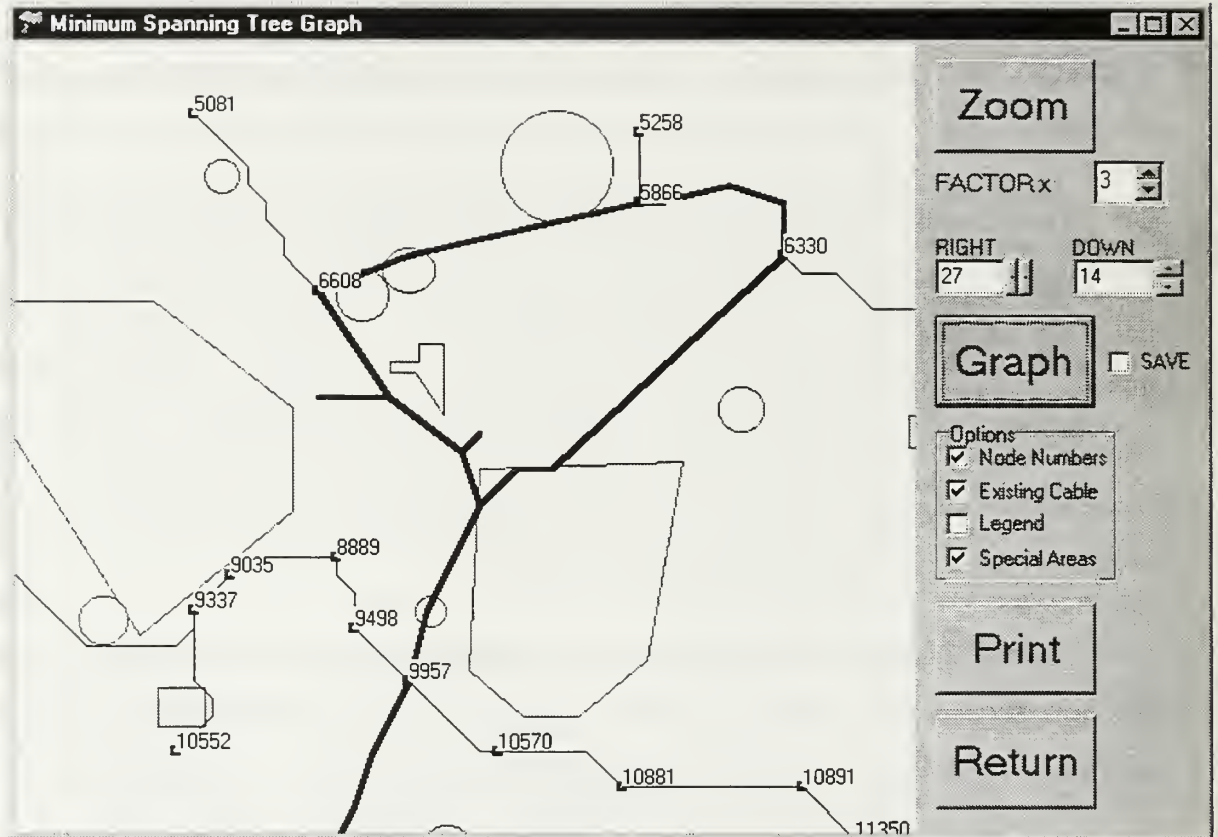 Minimum Spanning Tree Graph
5081
5258
5866
6330
6608
8889
9035
9337
9498
9957
10552
10570
10881
10891
11350
Zoom
FACTOR x 3
RIGHT DOWN
27 14
Graph SAVE
Options
Node Numbers
Existing Cable
Legend
Special Areas
Print
Return